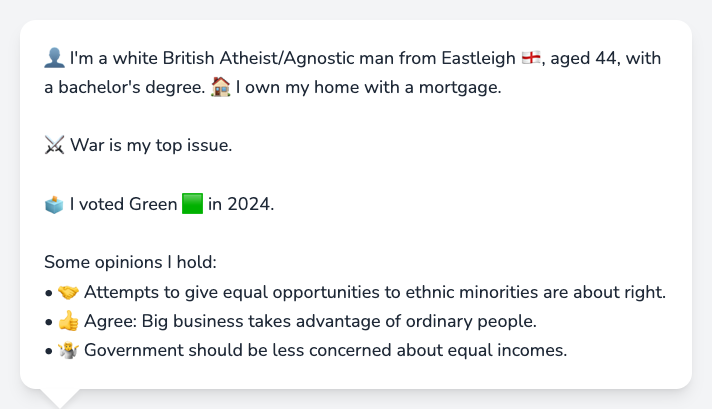 👤 I'm a white British Atheist/Agnostic man from Eastleigh 🏴󠁧󠁢󠁥󠁮󠁧󠁿, aged 44, with
a bachelor's degree. 🏠 I own my home with a mortgage.
⚔️ War is my top issue.
🗳️ I voted Green 🟩 in 2024.
Some opinions I hold:
• 🤝 Attempts to give equal opportunities to ethnic minorities are about right.
• 👍 Agree: Big business takes advantage of ordinary people.
• 🤷 Government should be less concerned about equal incomes.